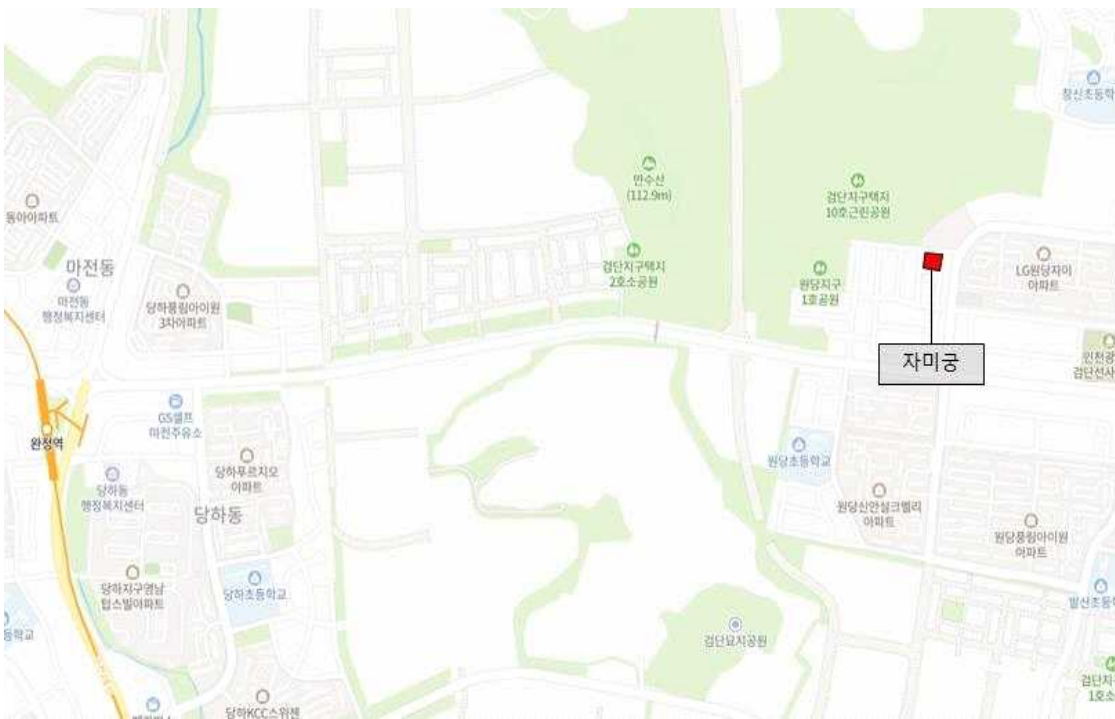 창신초등학
만수산
(112.9m)
검단지구택지
10호근린공원
동아아파트
마전동
마전동
행정복지센터
당하풍림아이원
3차아파트
검단지구택지
2호소공원
원당지구
1호공원
LG원당자이
아파트
자미궁
인천광
검단선사
GS셀프
마전주유소
완정역
당하푸르지오
아파트
당하동
행정복지센터
당하동
원당초등학교
원당신안실크밸리
아파트
원당풍림아이원
아파트
당하지구영남
탑스빌아파트
당하초등학교
발산초등학
등학교
검단묘지공원
검단지구
1호소
당하KCC스위첸